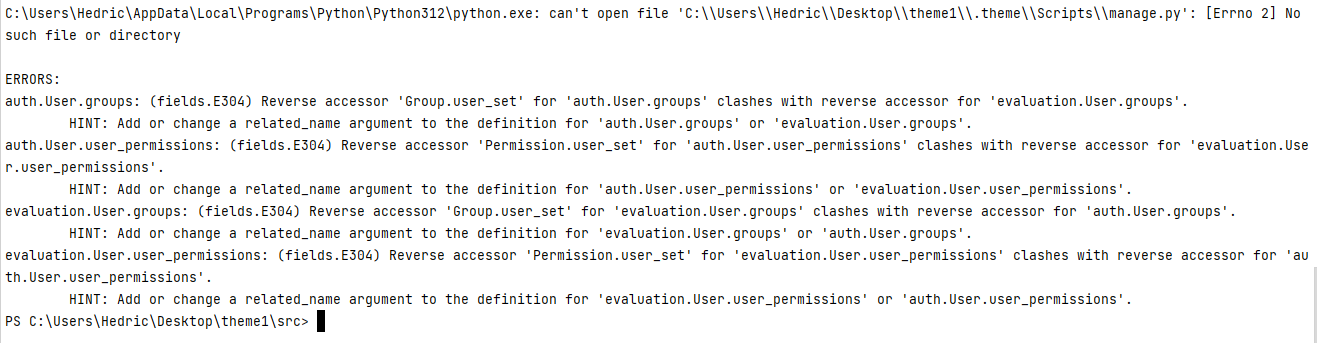 C:\Users\Hedric\AppData\Local\Programs\Python\Python312\python.exe: can't open file 'C:\\Users\\Hedric\\Desktop\\theme1\\.theme\\Scripts\\manage.py': [Errno 2] No
such file or directory
ERRORS:
auth.User.groups: (fields.E304) Reverse accessor 'Group.user_set' for 'auth.User.groups' clashes with reverse accessor for 'evaluation.User.groups'.
HINT: Add or change a related_name argument to the definition for 'auth.User.groups' or 'evaluation.User.groups'.
auth.User.user_permissions: (fields.E304) Reverse accessor 'Permission.user_set' for 'auth.User.user_permissions' clashes with reverse accessor for 'evaluation.Use
r.user_permissions'.
HINT: Add or change a related_name argument to the definition for 'auth.User.user_permissions' or 'evaluation.User.user_permissions'.
evaluation.User.groups: (fields.E304) Reverse accessor 'Group.user_set' for 'evaluation.User.groups' clashes with reverse accessor for 'auth.User.groups'.
HINT: Add or change a related_name argument to the definition for 'evaluation.User.groups' or 'auth.User.groups'.
evaluation.User.user_permissions: (fields.E304) Reverse accessor 'Permission.user_set' for 'evaluation.User.user_permissions' clashes with reverse accessor for 'au
th.User.user_permissions'.
HINT: Add or change a related_name argument to the definition for 'evaluation.User.user_permissions' or 'auth.User.user_permissions'.
PS C:\Users\Hedric\Desktop\theme1\src>